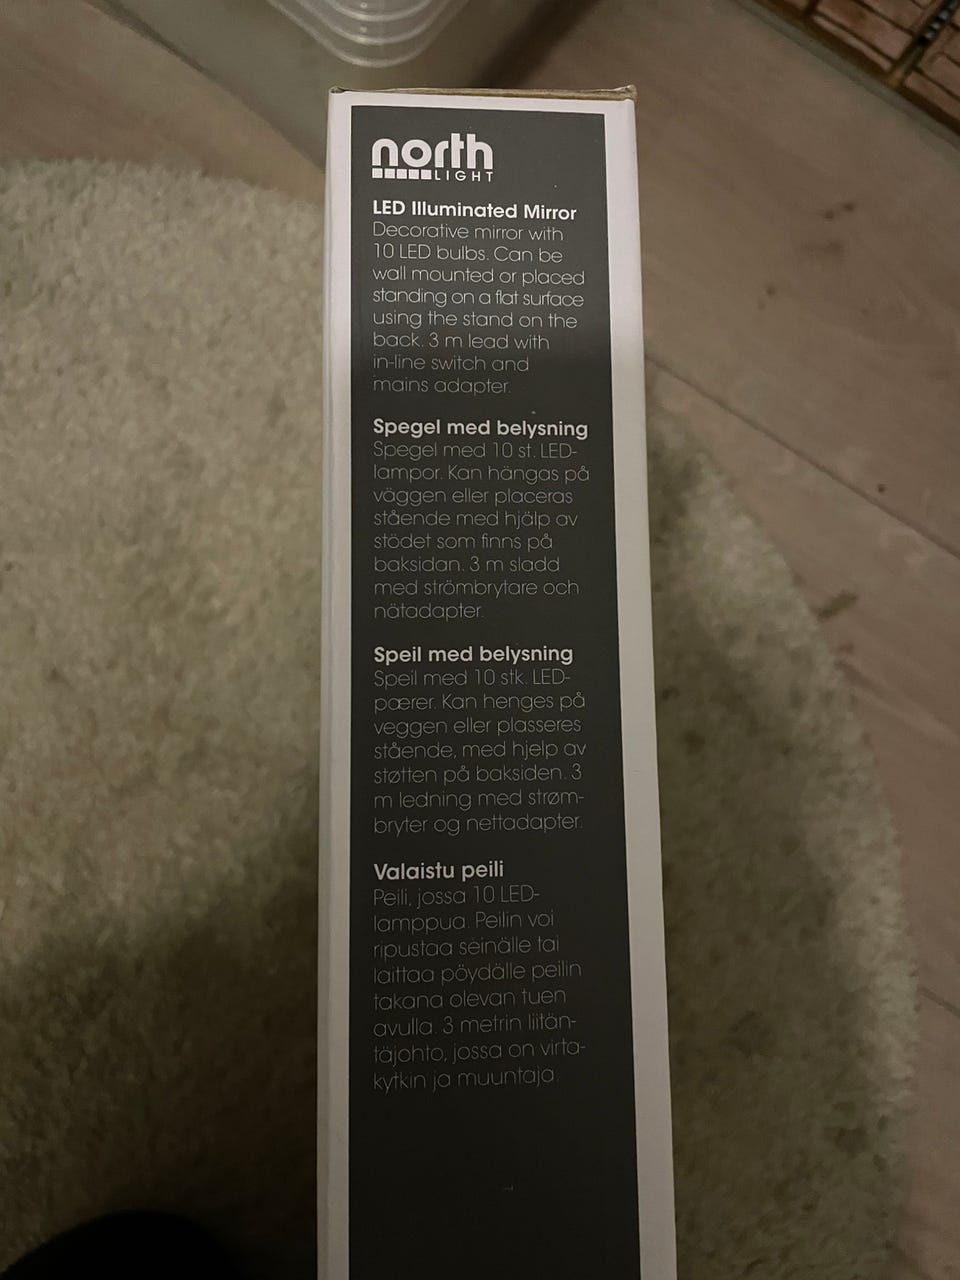 north
LIGHT
LED Illuminated Mirror
Decorative mirror with
10 LED bulbs. Can be
wall mounted or placed
standing on a flat surface
using the stand on the
back. 3 m lead with
in-line switch and
mains adapter.
Spegel med belysning
Spegel med 10 st. LED-
lampor. Kan hängas på
väggen eller placeras
stående med hjälp av
stödet som finns på
baksidan. 3 m sladd
med strömbrytare och
nätadapter.
Speil med belysning
Speil med 10 stk. LED-
pærer. Kan henges på
veggen eller plasseres
stående, med hjelp av
støtten på baksiden. 3
m ledning med strøm-
bryter og nettadapter.
Valaistu peili
Peili, jossa 10 LED-
lamppua. Peilin voi
ripustaa seinälle tai
laittaa pöydälle peilin
takana olevan tuen
avulla. 3 metrin liitän-
täjohto, jossa on virta-
kytkin ja muuntaja.